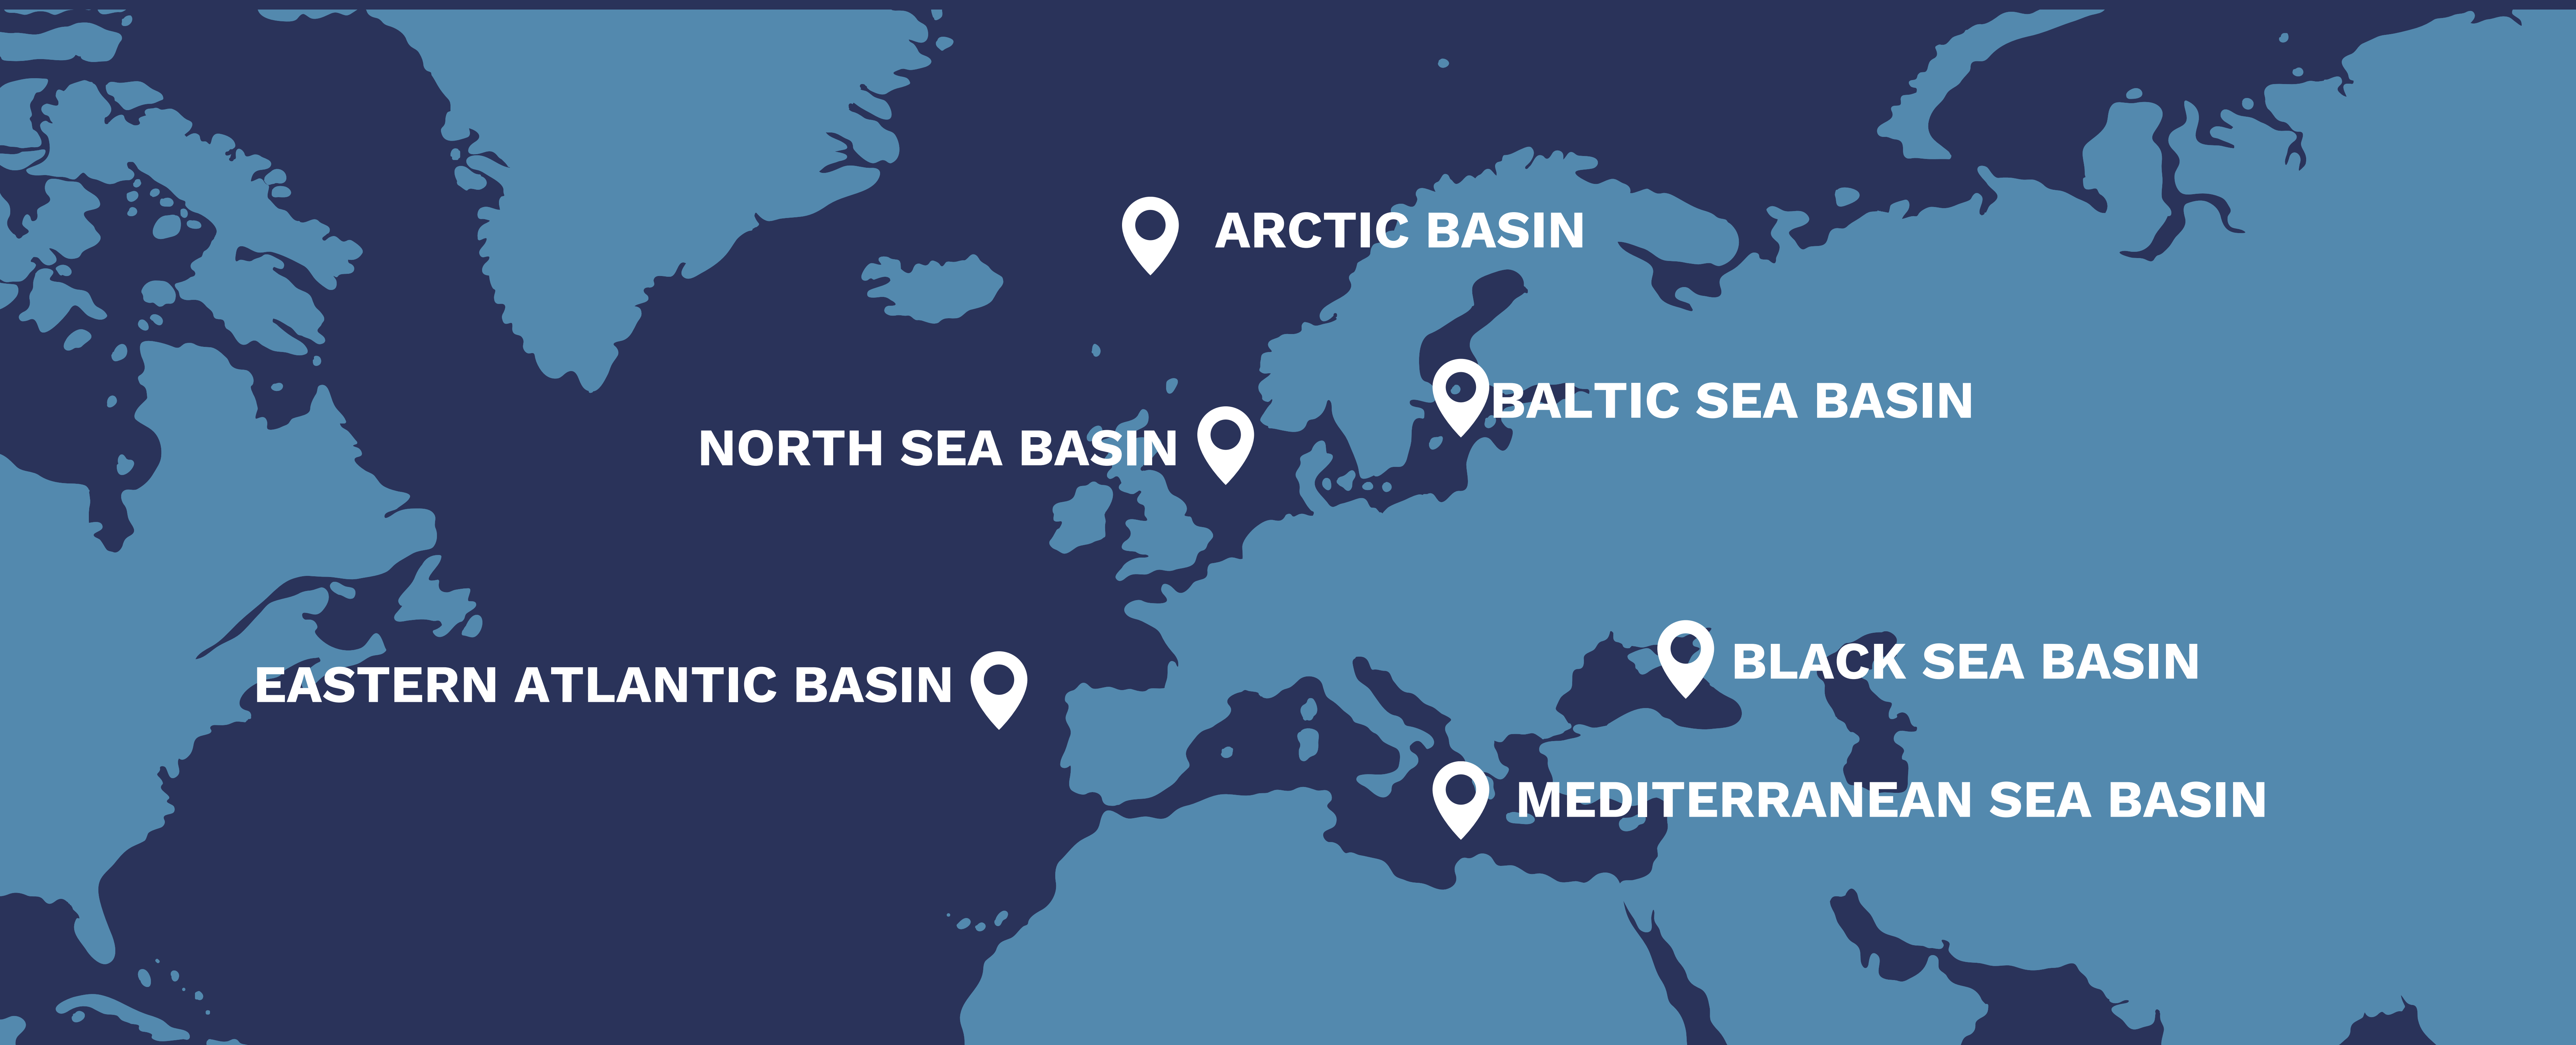 ARCTIC BASIN
BALTIC SEA BASIN
NORTH SEA BASIN
BLACK SEA BASIN
EASTERN ATLANTIC BASIN
MEDITERRANEAN SEA BASIN